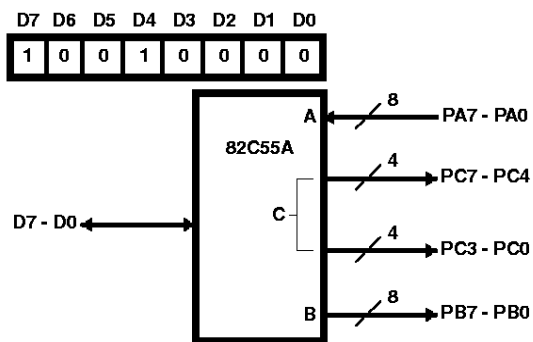 D7 D6 D5 D4 D3 D2 D1 D0
1 0 0 1 0 0 0 0
A 8 PA7 - PA0
82C55A
4 PC7 - PC4
C
D7 - D0
4 PC3 - PC0
B 8 PB7 - PB0